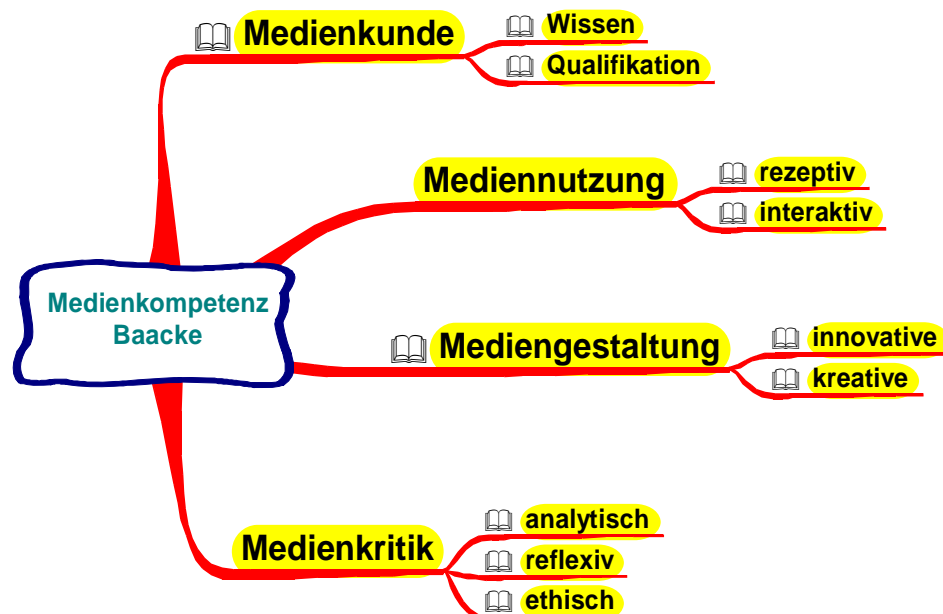 Medienkunde
Wissen
Qualifikation
Mediennutzung
rezeptiv
interaktiv
Medienkompetenz
Baacke
Mediengestaltung
innovative
kreative
Medienkritik
analytisch
reflexiv
ethisch